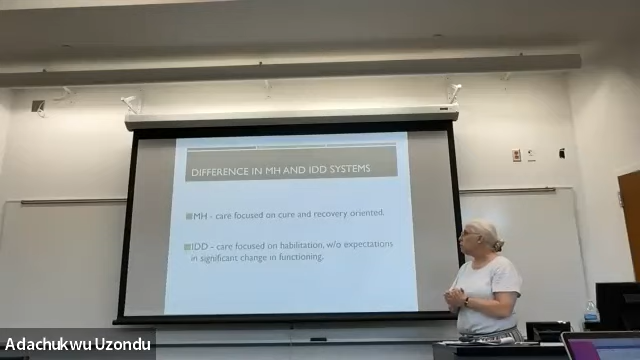 DIFFERENCE IN MH AND IDD SYSTEMS
MH - care focused on cure and recovery oriented.
IDD - care focused on habilitation, w/o expectations
in significant change in functioning.
Adachukwu Uzondu